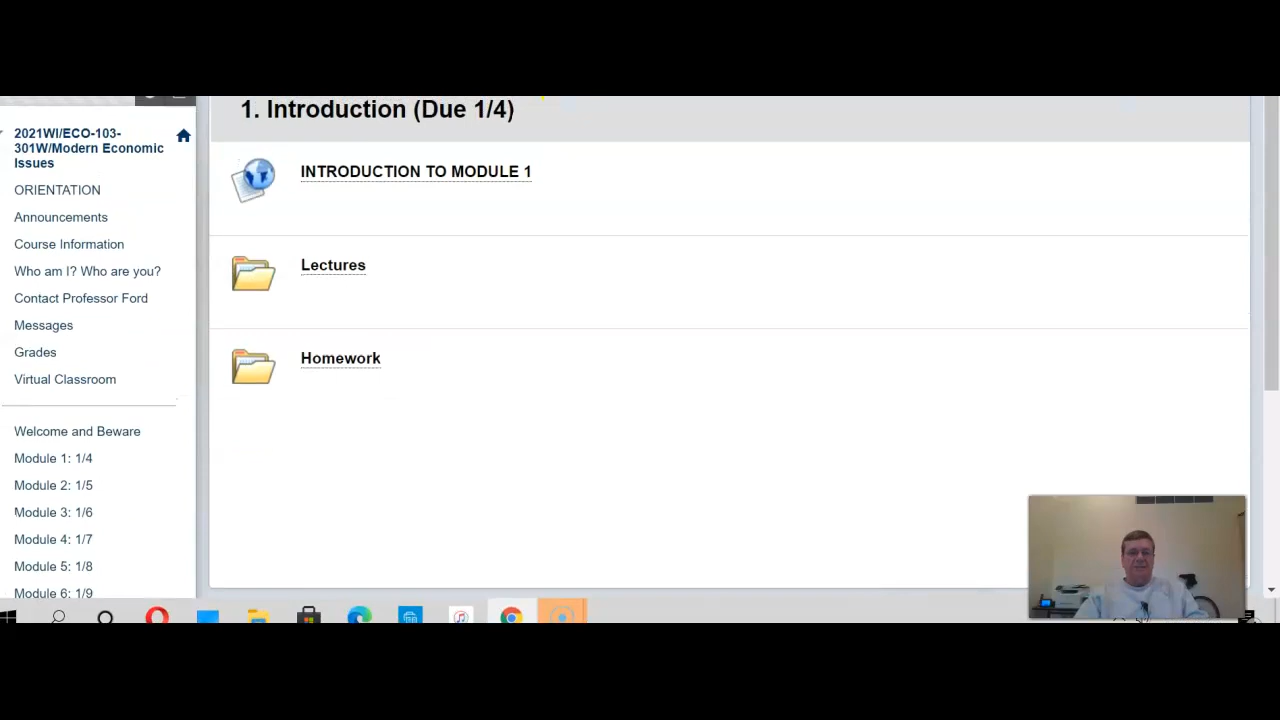 1. Introduction (Due 1/4)
2021WI/ECO-103-
301W/Modern Economic
Issues
ORIENTATION
Announcements
Course Information
Who am I? Who are you?
Contact Professor Ford
Messages
Grades
Virtual Classroom
Welcome and Beware
Module 1: 1/4
Module 2: 1/5
Module 3: 1/6
Module 4: 1/7
Module 5: 1/8
Module 6: 1/9
INTRODUCTION TO MODULE 1
Lectures
Homework